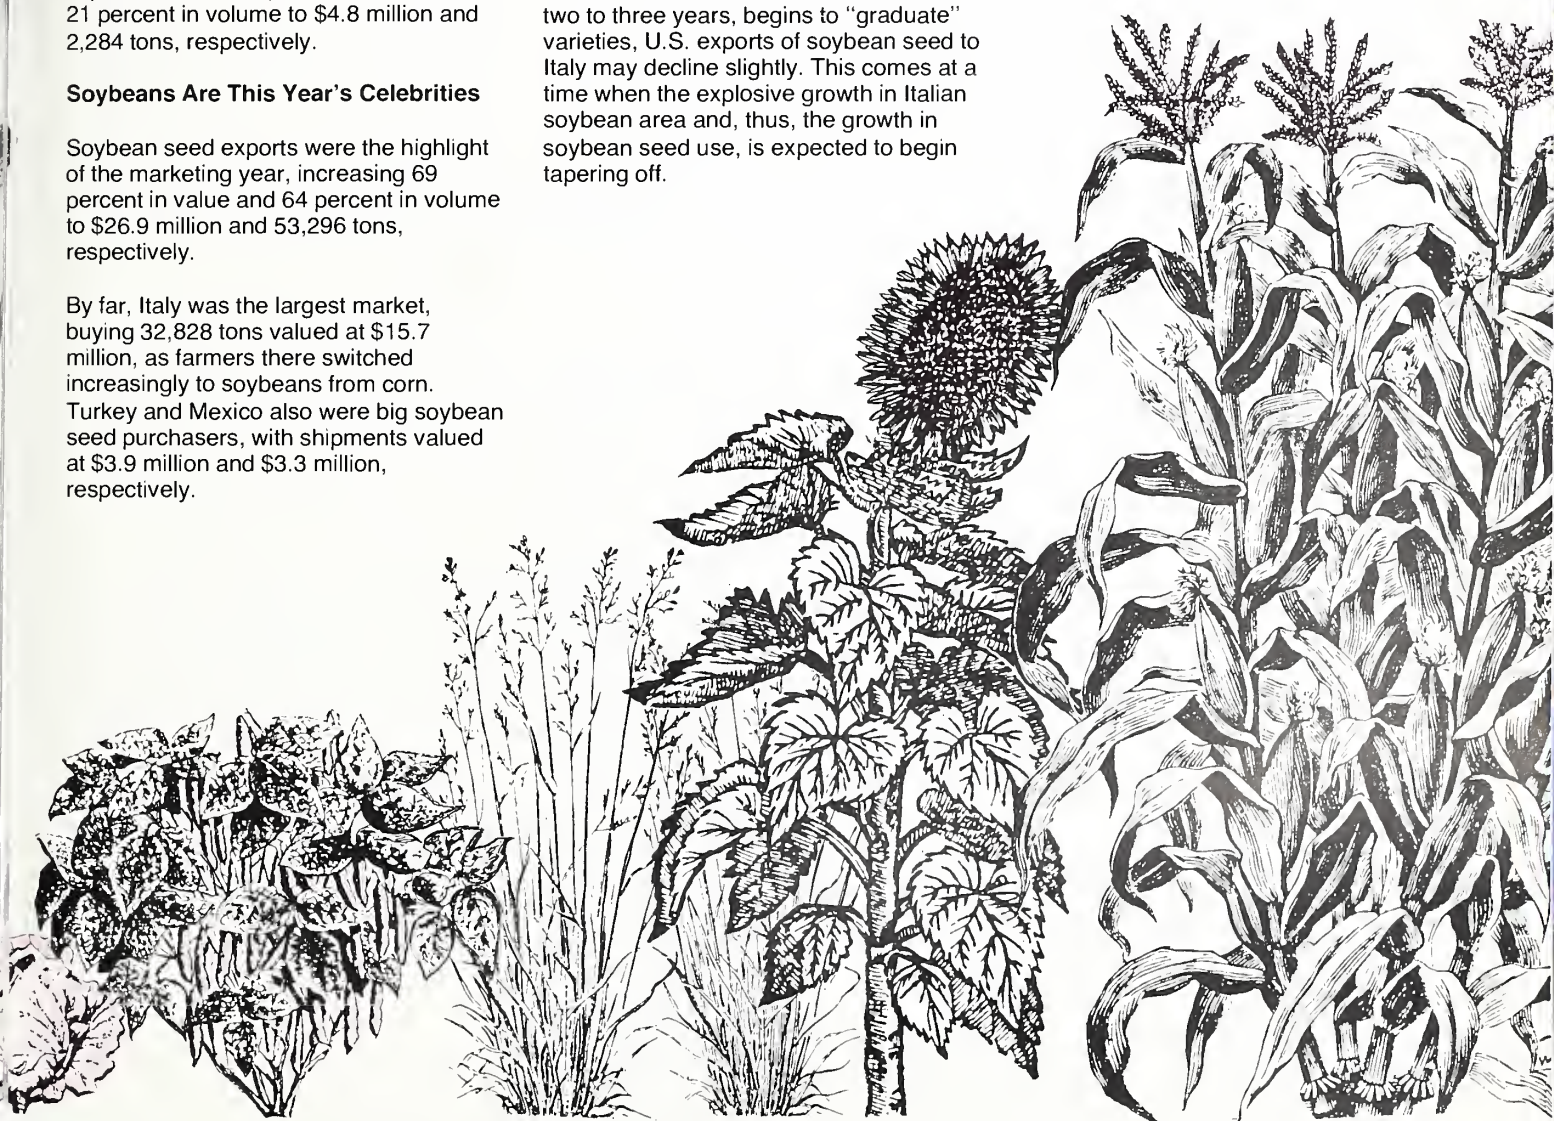 21 percent in volume to $4.8 million and
2,284 tons, respectively.
Soybeans Are This Year's Celebrities
Soybean seed exports were the highlight
of the marketing year, increasing 69
percent in value and 64 percent in volume
to $26.9 million and 53,296 tons,
respectively.
By far, Italy was the largest market,
buying 32,828 tons valued at $15.7
million, as farmers there switched
increasingly to soybeans from corn.
Turkey and Mexico also were big soybean
seed purchasers, with shipments valued
at $3.9 million and $3.3 million,
respectively.
two to three years, begins to “graduate”
varieties, U.S. exports of soybean seed to
Italy may decline slightly. This comes at a
time when the explosive growth in Italian
soybean area and, thus, the growth in
soybean seed use, is expected to begin
tapering off.